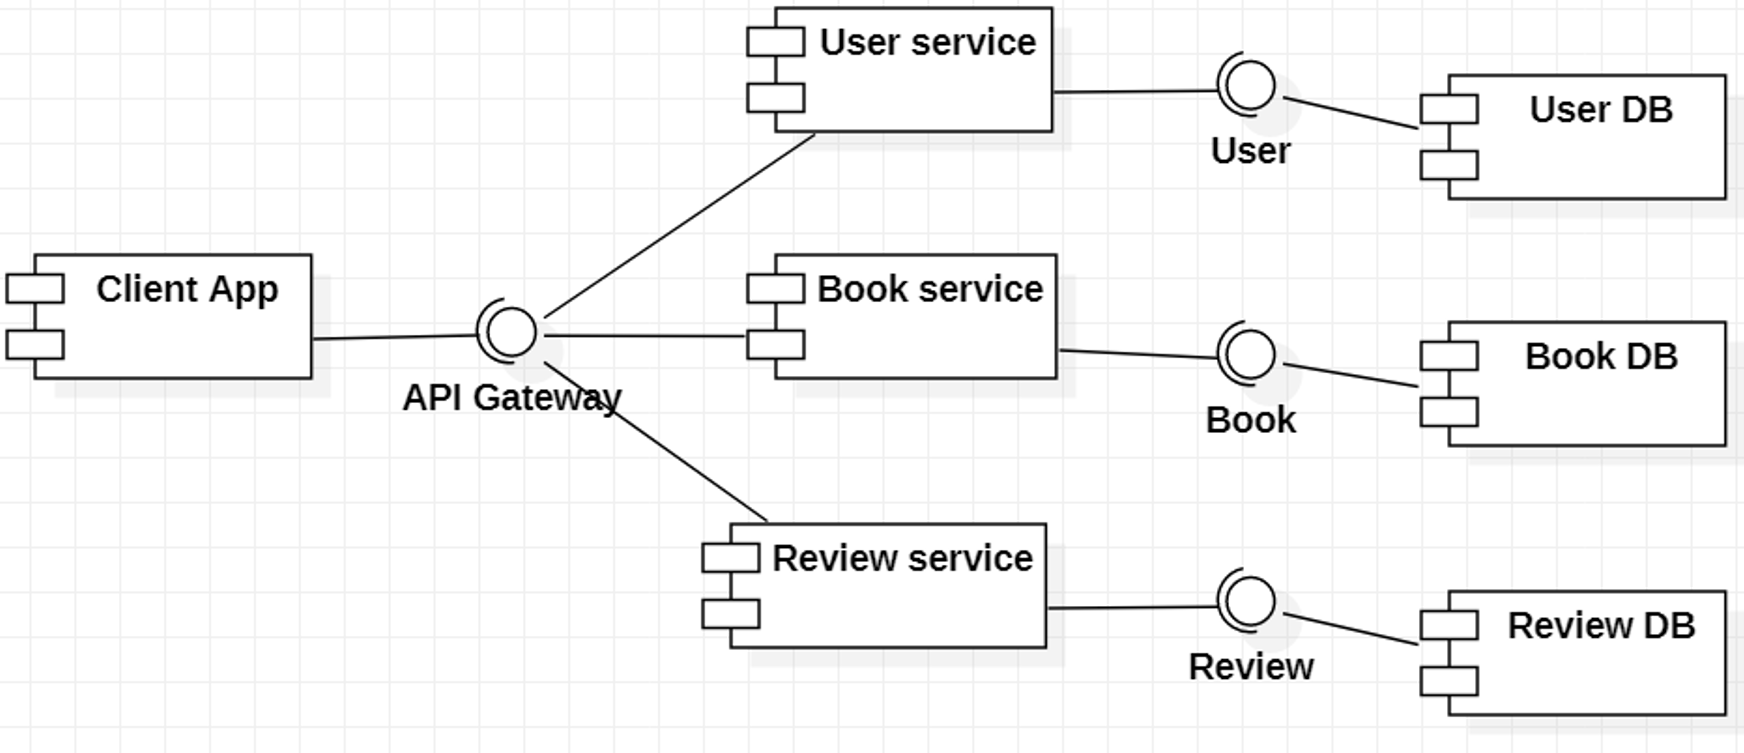 User service
User DB
User
Client App
Book service
Book DB
API Gateway
Book
Review service
Review DB
Review